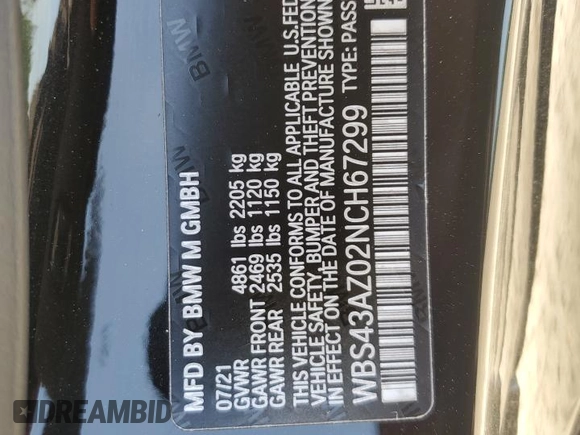 MFD BY BMW M GMBH
07/21
GVWR 4861 lbs 2205 kg
GAWR FRONT 2469 lbs 1120 kg
GAWR REAR 2535 lbs 1150 kg
THIS VEHICLE CONFORMS TO ALL APPLICABLE U.S.FED
VEHICLE SAFETY, BUMPER AND THEFT PREVENTION
IN EFFECT ON THE DATE OF MANUFACTURE SHOWN
WBS43AZ02NCH67299 TYPE: PASS
BMW
DREAMBID